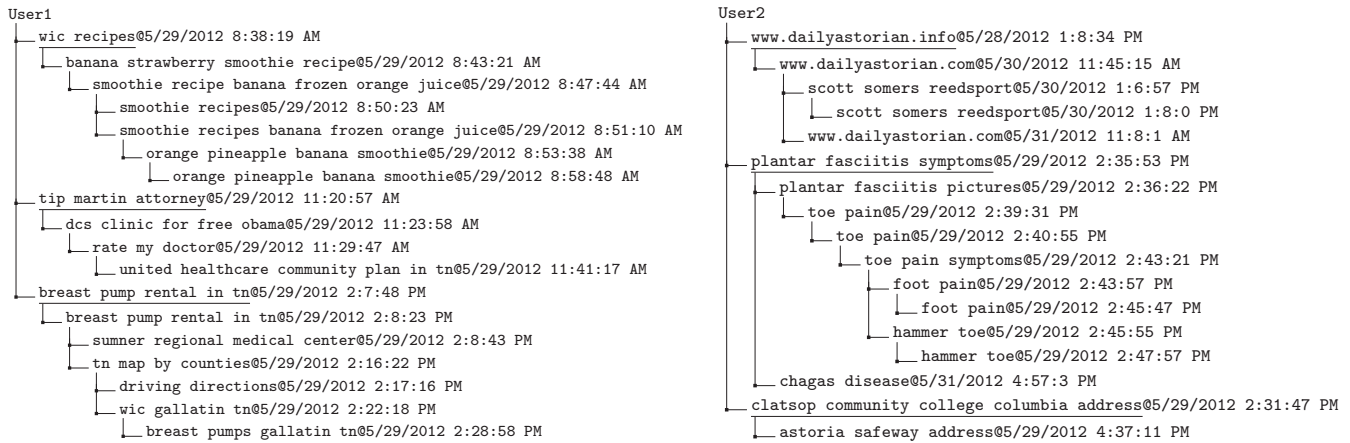 User1
wic recipes@5/29/2012 8:38:19 AM
banana strawberry smoothie recipe@5/29/2012 8:43:21 AM
smoothie recipe banana frozen orange juice@5/29/2012 8:47:44 AM
smoothie recipes@5/29/2012 8:50:23 AM
smoothie recipes banana frozen orange juice@5/29/2012 8:51:10 AM
orange pineapple banana smoothie@5/29/2012 8:53:38 AM
orange pineapple banana smoothie@5/29/2012 8:58:48 AM
tip martin attorney@5/29/2012 11:20:57 AM
dcs clinic for free obama@5/29/2012 11:23:58 AM
rate my doctor@5/29/2012 11:29:47 AM
united healthcare community plan in tn@5/29/2012 11:41:17 AM
breast pump rental in tn@5/29/2012 2:7:48 PM
breast pump rental in tn@5/29/2012 2:8:23 PM
sumner regional medical center@5/29/2012 2:8:43 PM
tn map by counties@5/29/2012 2:16:22 PM
driving directions@5/29/2012 2:17:16 PM
wic gallatin tn@5/29/2012 2:22:18 PM
breast pumps gallatin tn@5/29/2012 2:28:58 PM
User2
www.dailyastorian.info@5/28/2012 1:8:34 PM
www.dailyastorian.com@5/30/2012 11:45:15 AM
scott somers reedsport@5/30/2012 1:6:57 PM
scott somers reedsport@5/30/2012 1:8:0 PM
www.dailyastorian.com@5/31/2012 11:8:1 AM
plantar fasciitis symptoms@5/29/2012 2:35:53 PM
plantar fasciitis pictures@5/29/2012 2:36:22 PM
toe pain@5/29/2012 2:39:31 PM
toe pain@5/29/2012 2:40:55 PM
toe pain symptoms@5/29/2012 2:43:21 PM
foot pain@5/29/2012 2:43:57 PM
foot pain@5/29/2012 2:45:47 PM
hammer toe@5/29/2012 2:45:55 PM
hammer toe@5/29/2012 2:47:57 PM
chagas disease@5/31/2012 4:57:3 PM
clatsop community college columbia address@5/29/2012 2:31:47 PM
astoria safeway address@5/29/2012 4:37:11 PM